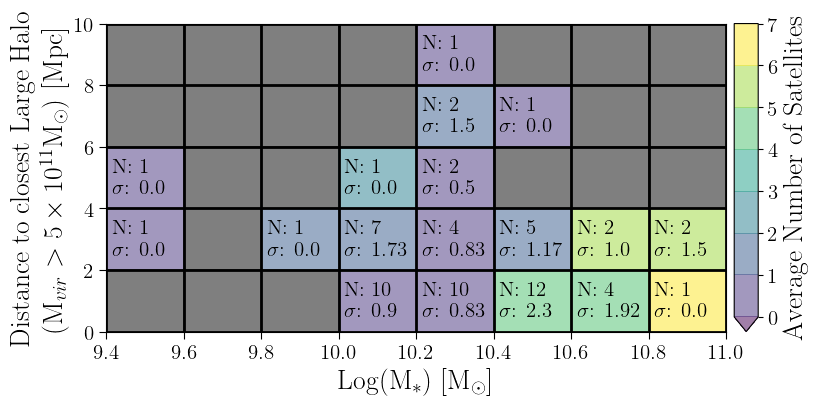 Distance to closest Large Halo
(M_vir > 5 × 10^11 M_⊙) [Mpc]
10
8
6
4
2
0
N: 1
σ: 0.0
N: 2
σ: 1.5
N: 1
σ: 0.0
N: 1
σ: 0.0
N: 1
σ: 0.0
N: 2
σ: 0.5
N: 1
σ: 0.0
N: 1
σ: 0.0
N: 7
σ: 1.73
N: 4
σ: 0.83
N: 5
σ: 1.17
N: 2
σ: 1.0
N: 2
σ: 1.5
N: 10
σ: 0.9
N: 10
σ: 0.83
N: 12
σ: 2.3
N: 4
σ: 1.92
N: 1
σ: 0.0
9.4 9.6 9.8 10.0 10.2 10.4 10.6 10.8 11.0
Log(M_*) [M_⊙]
7
6
5
4
3
2
1
0
Average Number of Satellites